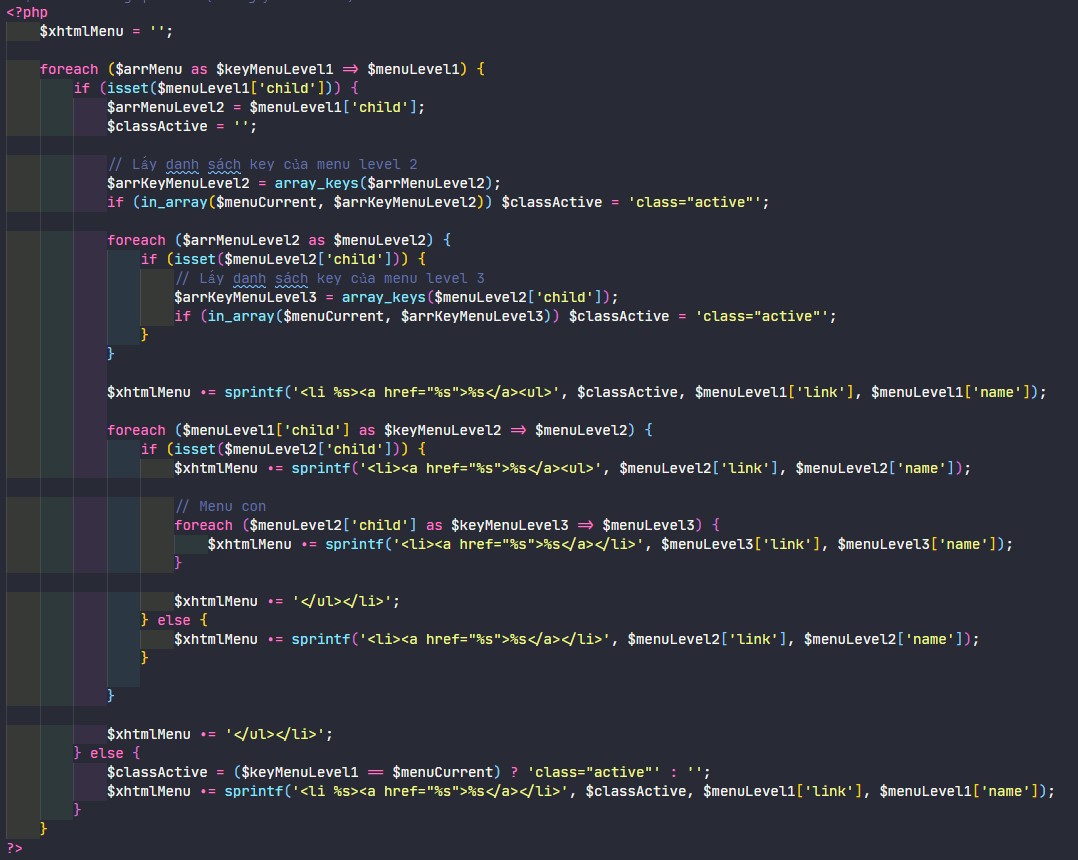 <?php
    $xhtmlMenu = '';

    foreach ($arrMenu as $keyMenuLevel1 => $menuLevel1) {
        if (isset($menuLevel1['child'])) {
            $arrMenuLevel2 = $menuLevel1['child'];
            $classActive = '';

            // Lấy danh sách key của menu level 2
            $arrKeyMenuLevel2 = array_keys($arrMenuLevel2);
            if (in_array($menuCurrent, $arrKeyMenuLevel2)) $classActive = 'class="active"';

            foreach ($arrMenuLevel2 as $menuLevel2) {
                if (isset($menuLevel2['child'])) {
                    // Lấy danh sách key của menu level 3
                    $arrKeyMenuLevel3 = array_keys($menuLevel2['child']);
                    if (in_array($menuCurrent, $arrKeyMenuLevel3)) $classActive = 'class="active"';
                }
            }

            $xhtmlMenu .= sprintf('<li %s><a href="%s">%s</a><ul>', $classActive, $menuLevel1['link'], $menuLevel1['name']);

            foreach ($menuLevel1['child'] as $keyMenuLevel2 => $menuLevel2) {
                if (isset($menuLevel2['child'])) {
                    $xhtmlMenu .= sprintf('<li><a href="%s">%s</a><ul>', $menuLevel2['link'], $menuLevel2['name']);

                    // Menu con
                    foreach ($menuLevel2['child'] as $keyMenuLevel3 => $menuLevel3) {
                        $xhtmlMenu .= sprintf('<li><a href="%s">%s</a></li>', $menuLevel3['link'], $menuLevel3['name']);
                    }

                    $xhtmlMenu .= '</ul></li>';
                } else {
                    $xhtmlMenu .= sprintf('<li><a href="%s">%s</a></li>', $menuLevel2['link'], $menuLevel2['name']);
                }

            }

            $xhtmlMenu .= '</ul></li>';
        } else {
            $classActive = ($keyMenuLevel1 == $menuCurrent) ? 'class="active"' : '';
            $xhtmlMenu .= sprintf('<li %s><a href="%s">%s</a></li>', $classActive, $menuLevel1['link'], $menuLevel1['name']);
        }
    }
?>